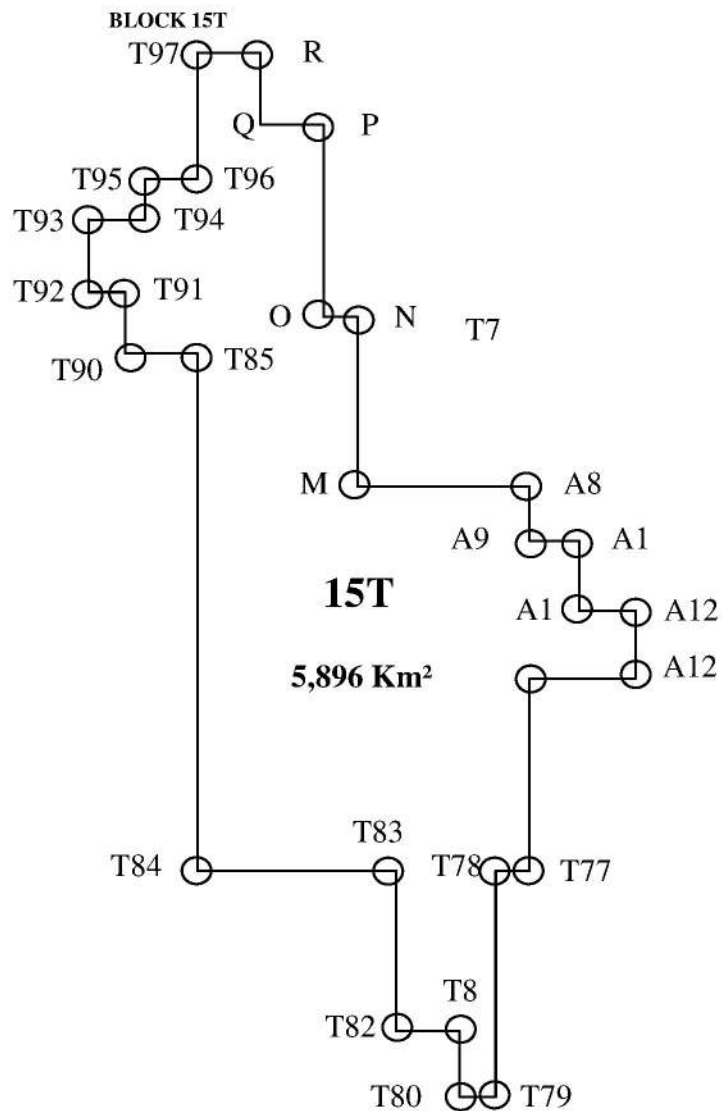 BLOCK 15T
T97 R
Q P
T95 T96
T93 T94
T92 T91
O N T7
T90 T85
M A8
A9 A1
15T
A1 A12
5,896 Km² A12
T83
T84 T78 T77
T8
T82
T80 T79